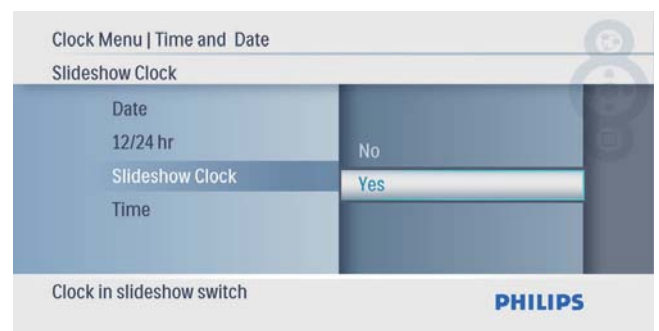 Clock Menu | Time and Date
Slideshow Clock
Date
12/24 hr
Slideshow Clock
Time
No
Yes
Clock in slideshow switch
PHILIPS